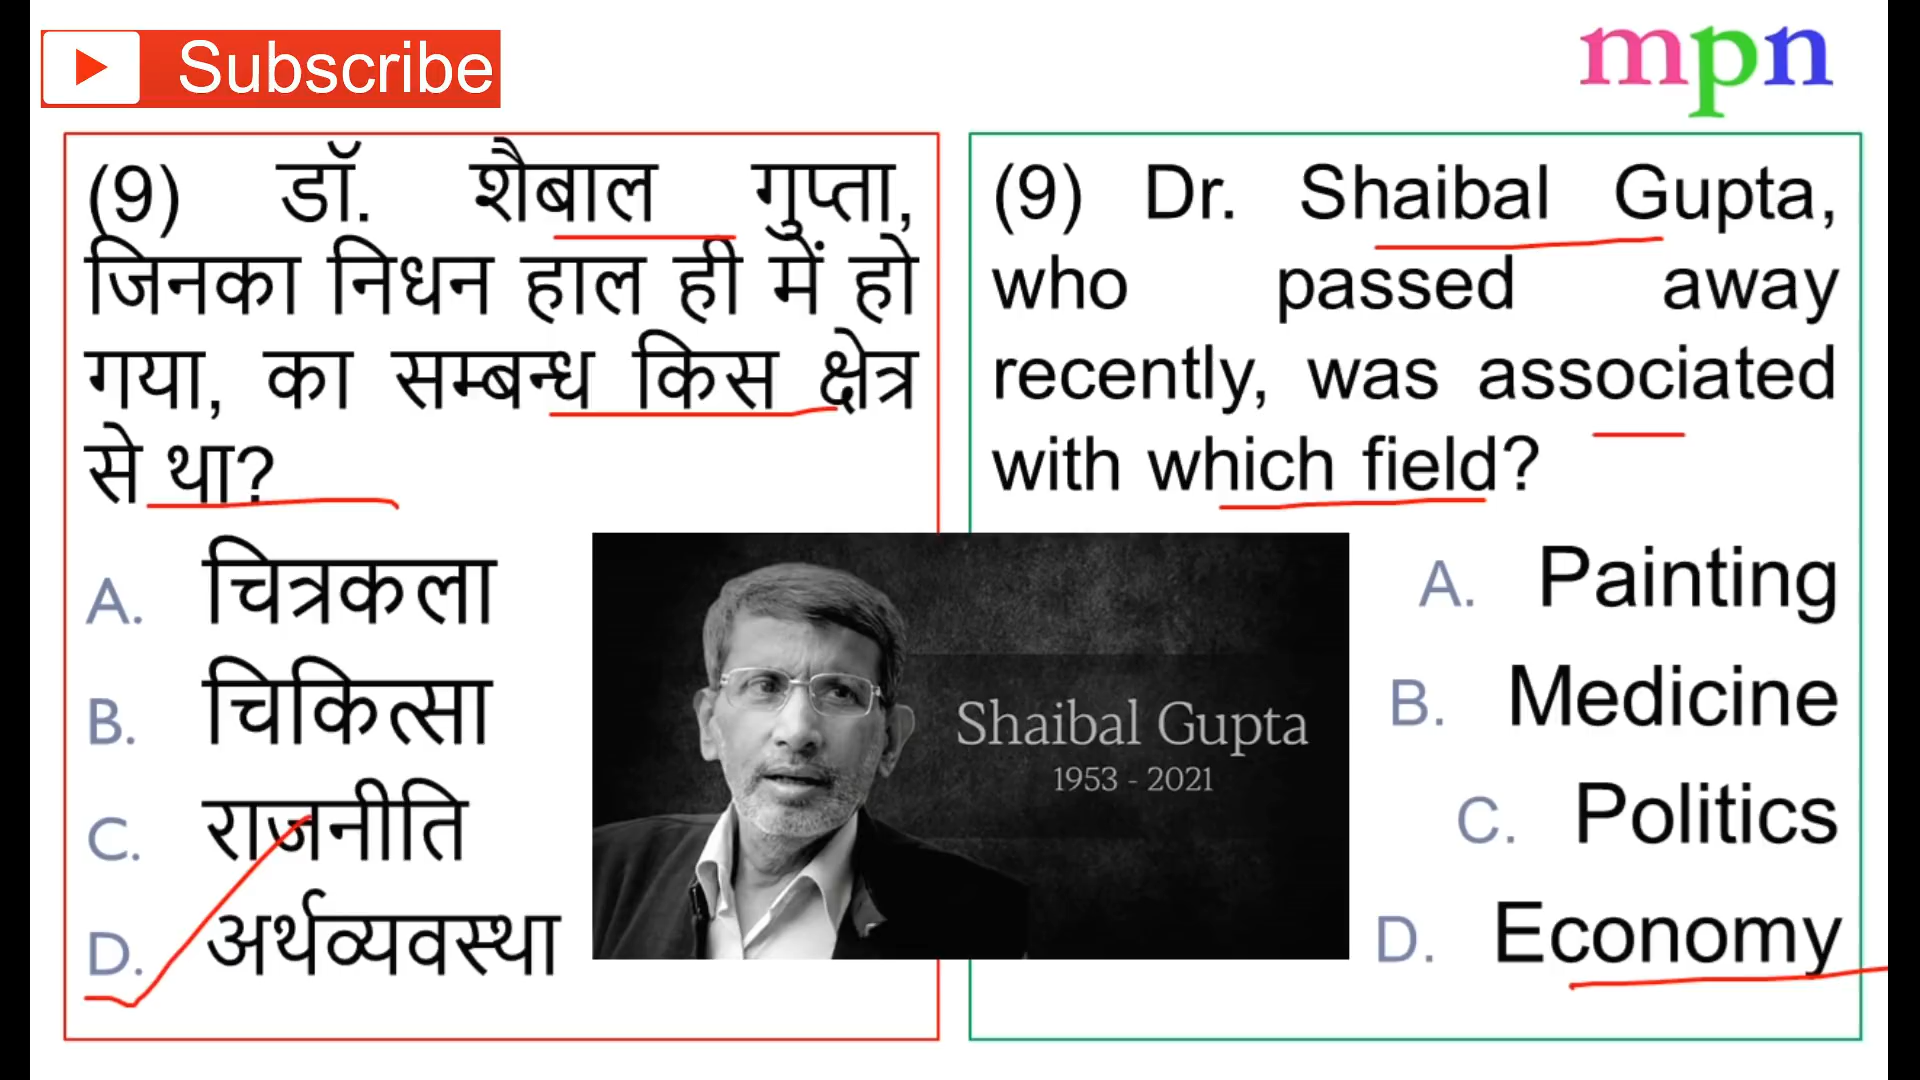 Subscribe
mpn
(9) डॉ. शैबाल गुप्ता,
जिनका निधन हाल ही में हो
गया, का सम्बन्ध किस क्षेत्र
से था?
A. चित्रकला
B. चिकित्सा
C. राजनीति
D. अर्थव्यवस्था
(9) Dr. Shaibal Gupta,
who passed away
recently, was associated
with which field?
A. Painting
B. Medicine
C. Politics
D. Economy
Shaibal Gupta
1953 - 2021